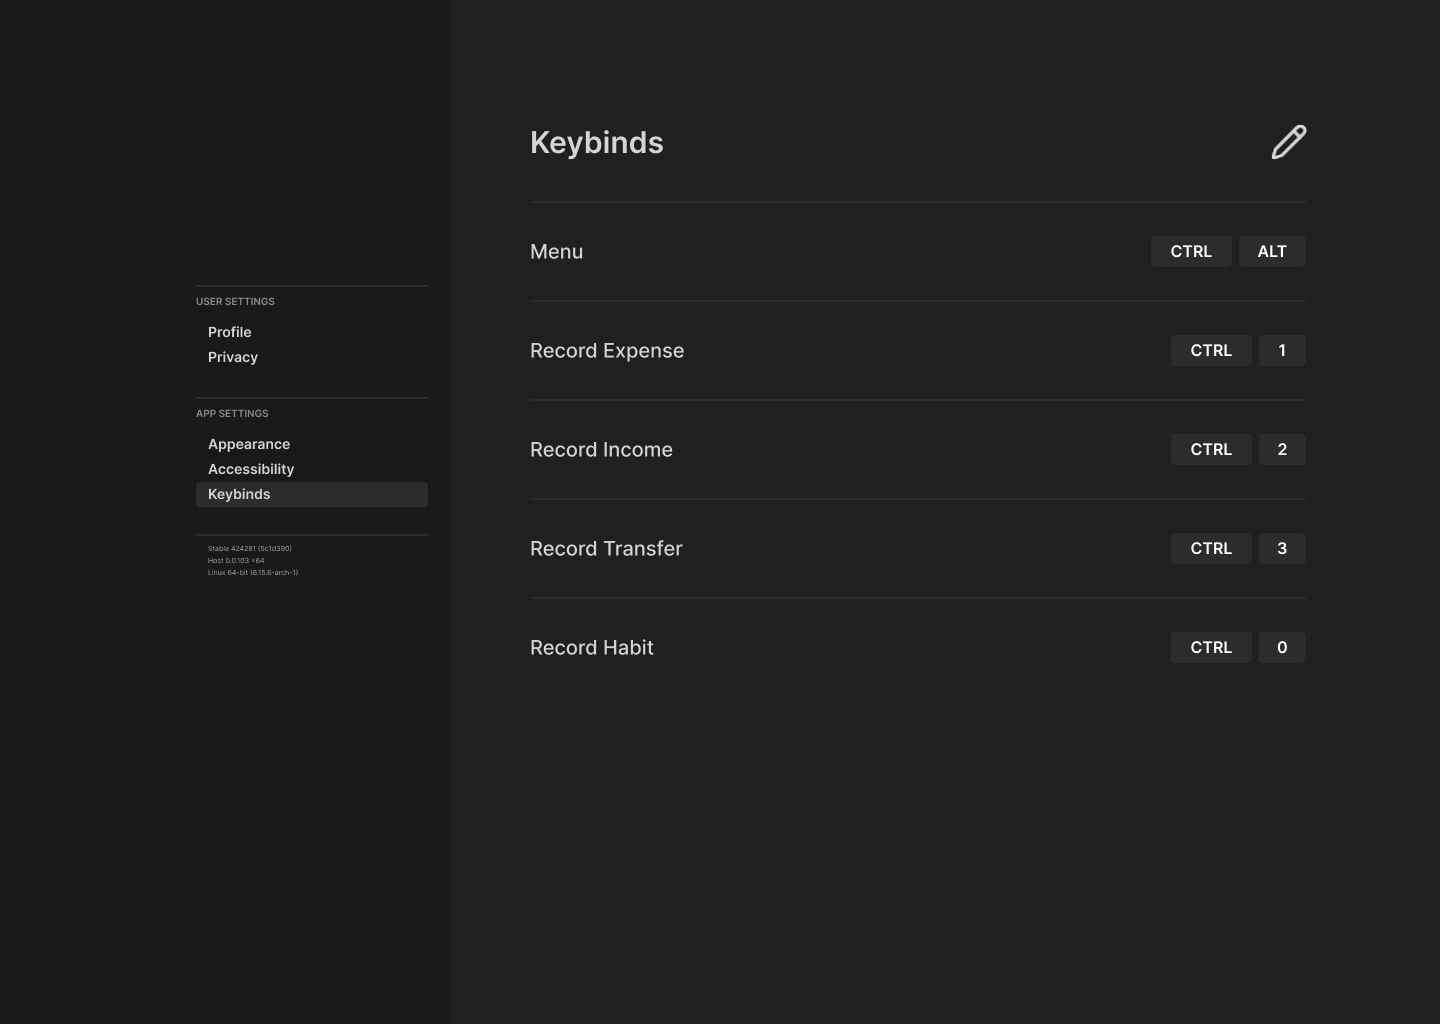 USER SETTINGS
Profile
Privacy
APP SETTINGS
Appearance
Accessibility
Keybinds
Stable 424281 (5c1d390)
Host 0.0.103 x64
Linux 64-bit (6.15.6-arch-1)
Keybinds
Menu CTRL ALT
Record Expense CTRL 1
Record Income CTRL 2
Record Transfer CTRL 3
Record Habit CTRL 0